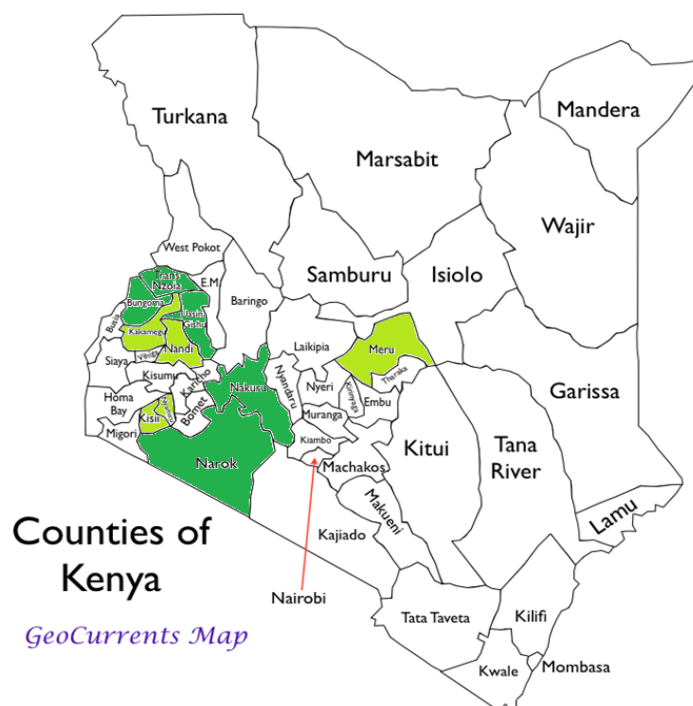 Turkana
Mandera
Marsabit
Wajir
West Pokot
Samburu
Isiolo
Trans
Nzoia
E.M.
Bungoma
Baringo
Uasin
Gishu
Busia
Kakamega
Laikipia
Meru
Vihiga
Nandi
Siaya
Kisumu
Kericho
Nakuru
Nyandaru
Nyeri
Kirinyaga
Tharaka
Embu
Garissa
Homa
Bay
Kisii
Bomet
Muranga
Kitui
Tana
River
Migori
Kiambo
Narok
Machakos
Makueni
Lamu
Counties of
Kenya
Kajiado
Nairobi
GeoCurrents Map
Tata Taveta
Kilifi
Kwale
Mombasa